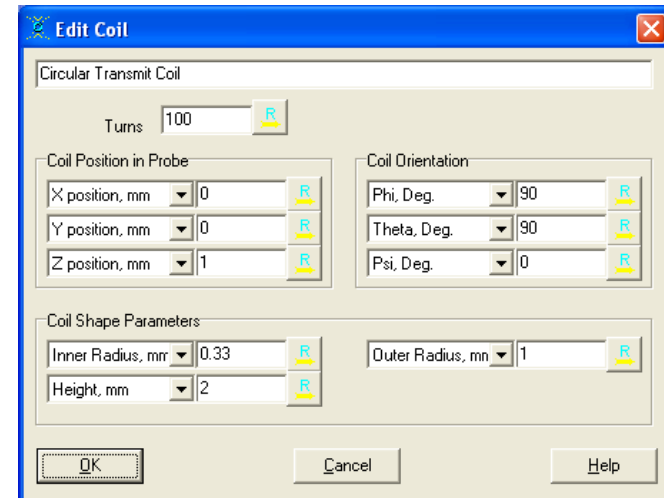 Edit Coil
Circular Transmit Coil
Turns 100 R
Coil Position in Probe
X position, mm 0 R
Y position, mm 0 R
Z position, mm 1 R
Coil Orientation
Phi, Deg. 90 R
Theta, Deg. 90 R
Psi, Deg. 0 R
Coil Shape Parameters
Inner Radius, mm 0.33 R
Outer Radius, mn 1 R
Height, mm 2 R
OK Cancel Help